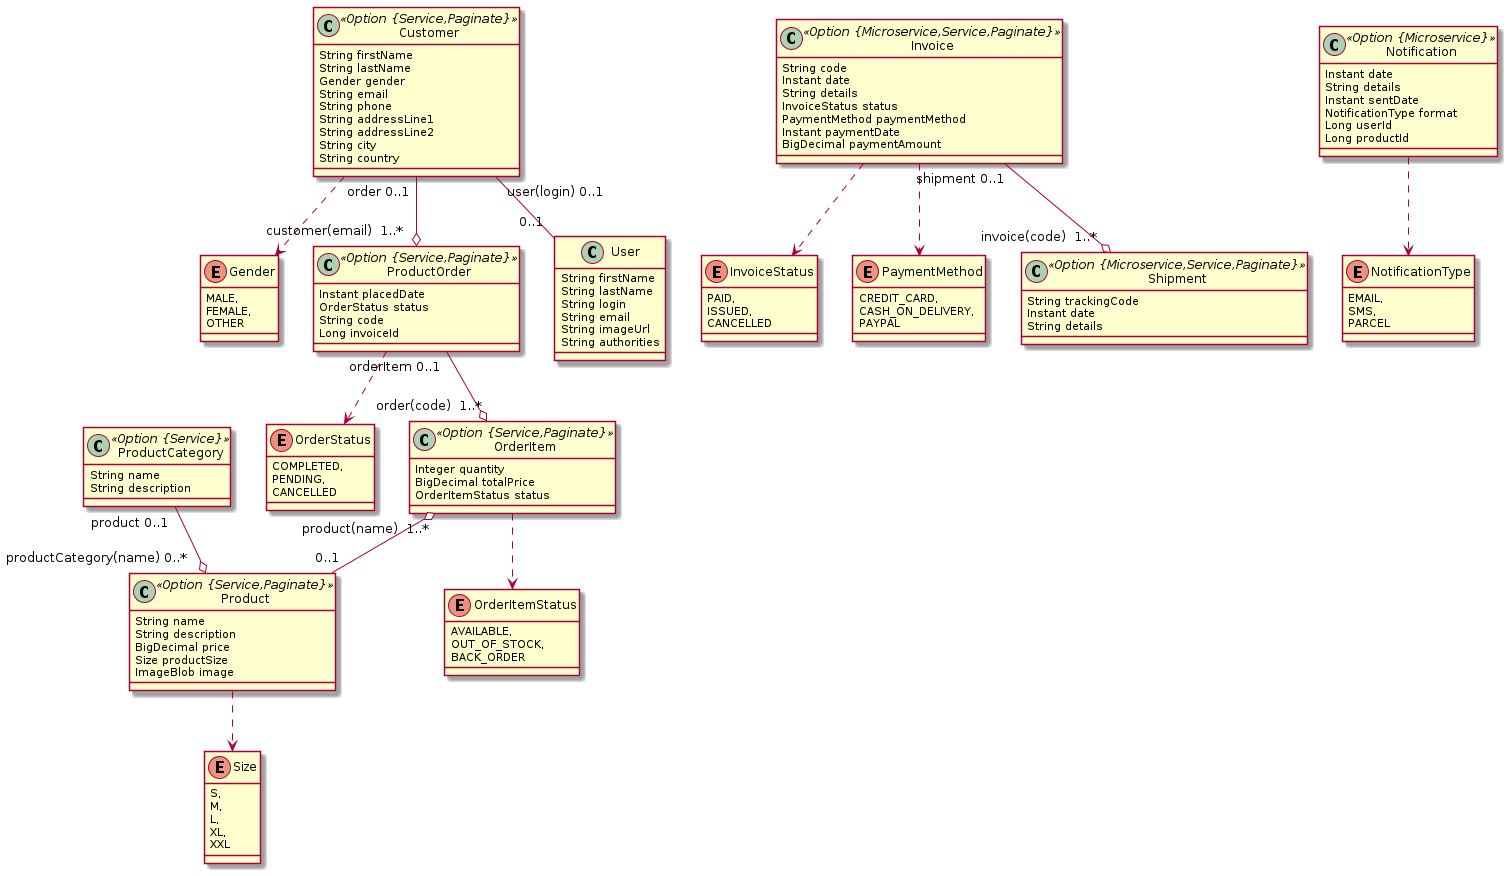 C «Option {Service,Paginate}»
Customer
String firstName
String lastName
Gender gender
String email
String phone
String addressLine1
String addressLine2
String city
String country
C «Option {Microservice,Service,Paginate}»
Invoice
String code
Instant date
String details
InvoiceStatus status
PaymentMethod paymentMethod
Instant paymentDate
BigDecimal paymentAmount
C «Option {Microservice}»
Notification
Instant date
String details
Instant sentDate
NotificationType format
Long userId
Long productId
order 0..1
user(login) 0..1
shipment 0..1
customer(email) 1..*
0..1
invoice(code) 1..*
E Gender
MALE,
FEMALE,
OTHER
C «Option {Service,Paginate}»
ProductOrder
Instant placedDate
OrderStatus status
String code
Long invoiceId
C User
String firstName
String lastName
String login
String email
String imageUrl
String authorities
E InvoiceStatus
PAID,
ISSUED,
CANCELLED
E PaymentMethod
CREDIT_CARD,
CASH_ON_DELIVERY,
PAYPAL
C «Option {Microservice,Service,Paginate}»
Shipment
String trackingCode
Instant date
String details
E NotificationType
EMAIL,
SMS,
PARCEL
orderItem 0..1
order(code) 1..*
C «Option {Service}»
ProductCategory
String name
String description
E OrderStatus
COMPLETED,
PENDING,
CANCELLED
C «Option {Service,Paginate}»
OrderItem
Integer quantity
BigDecimal totalPrice
OrderItemStatus status
product 0..1
product(name) 1..*
productCategory(name) 0..*
0..1
C «Option {Service,Paginate}»
Product
String name
String description
BigDecimal price
Size productSize
ImageBlob image
E OrderItemStatus
AVAILABLE,
OUT_OF_STOCK,
BACK_ORDER
E Size
S,
M,
L,
XL,
XXL